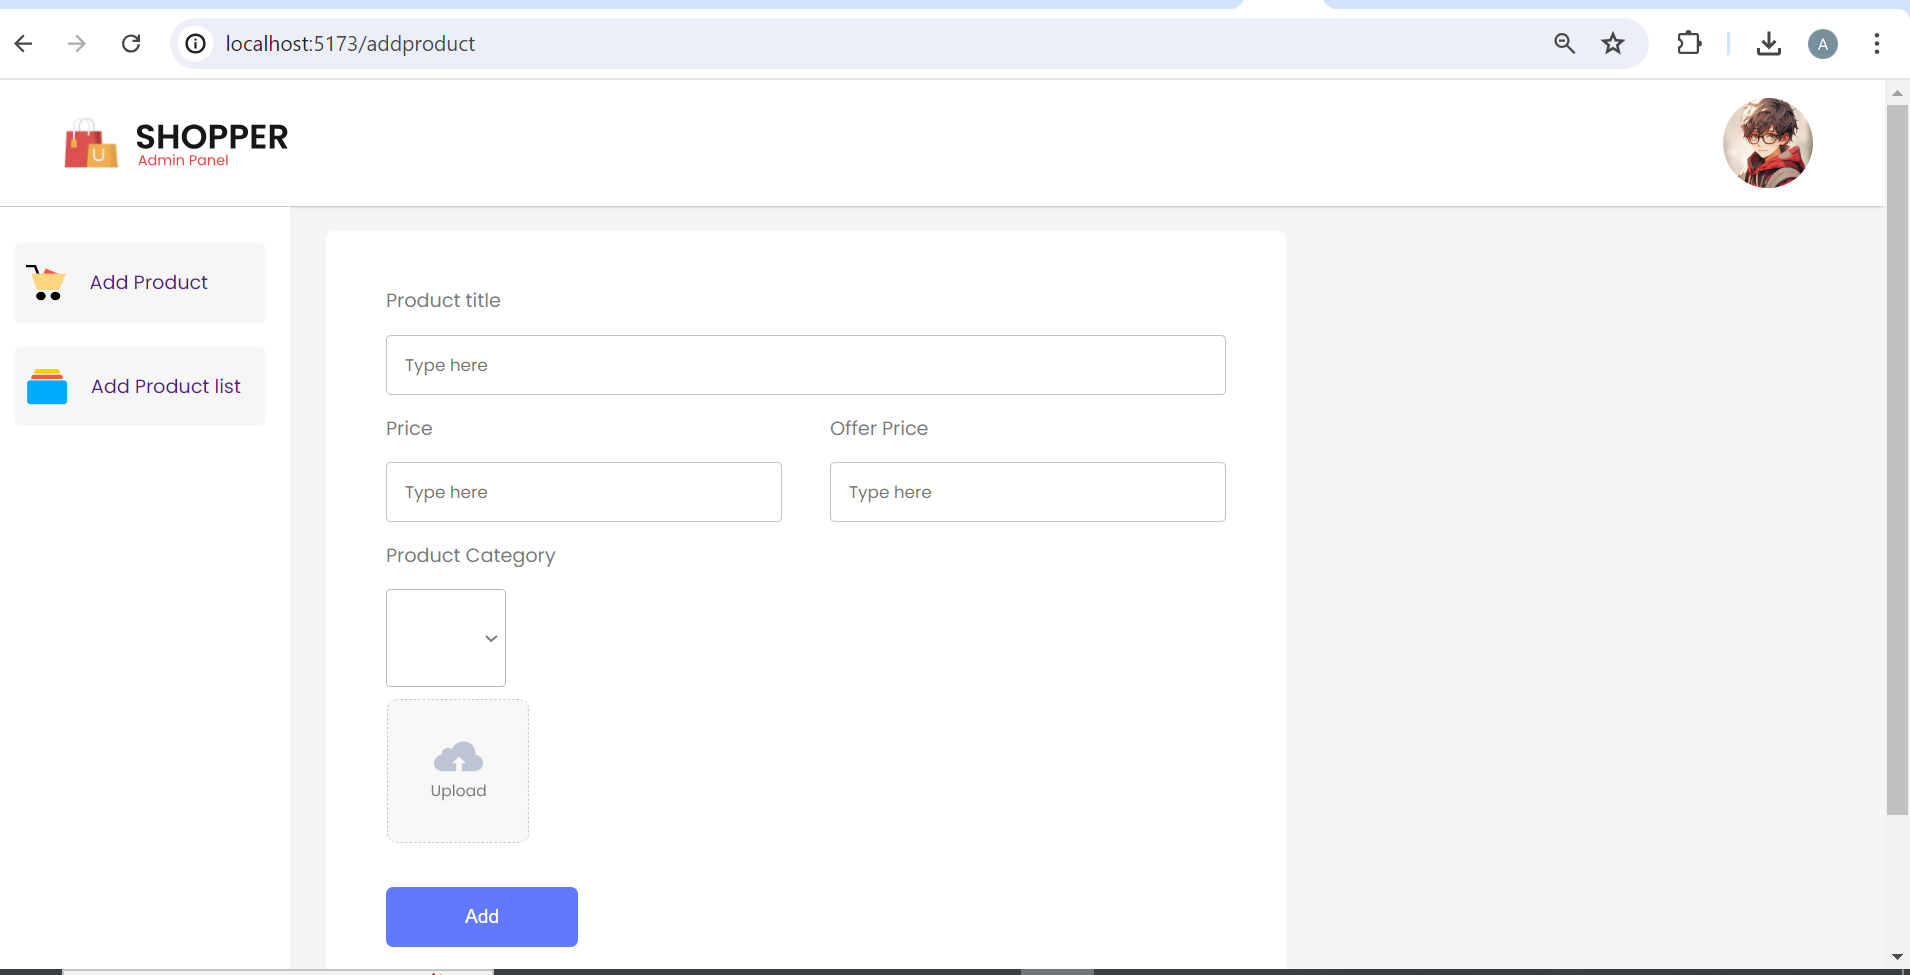 localhost:5173/addproduct
A
SHOPPER
Admin Panel
U
Add Product
Add Product list
Product title
Type here
Price
Offer Price
Type here
Type here
Product Category
Upload
Add